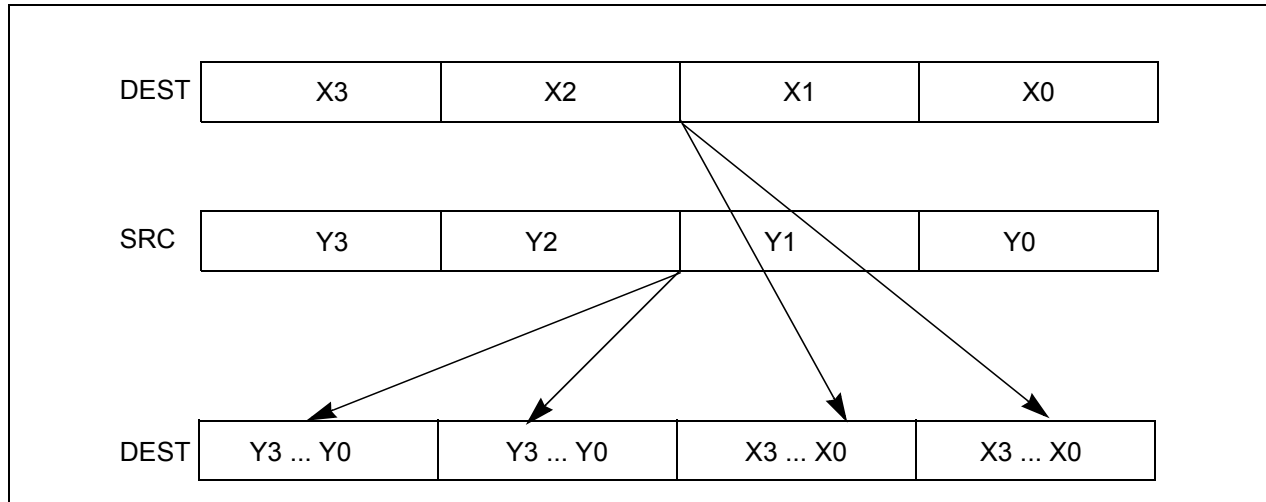 DEST X3 X2 X1 X0
SRC Y3 Y2 Y1 Y0
DEST Y3 ... Y0 Y3 ... Y0 X3 ... X0 X3 ... X0